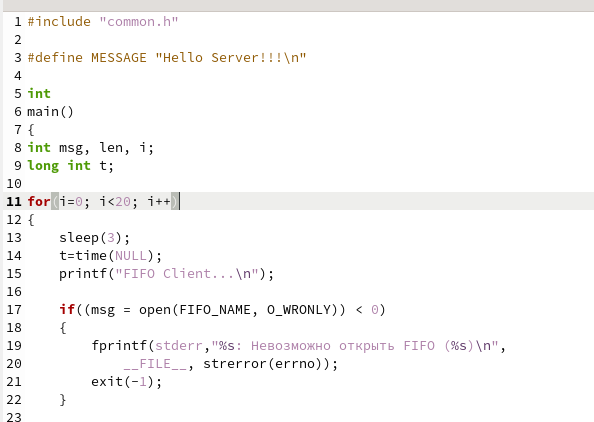 1 #include "common.h"
2
3 #define MESSAGE "Hello Server!!!\n"
4
5 int
6 main()
7 {
8 int msg, len, i;
9 long int t;
10
11 for(i=0; i<20; i++)
12 {
13     sleep(3);
14     t=time(NULL);
15     printf("FIFO Client...\n");
16
17     if((msg = open(FIFO_NAME, O_WRONLY)) < 0)
18     {
19         fprintf(stderr,"%s: Невозможно открыть FIFO (%s)\n",
20             __FILE__, strerror(errno));
21         exit(-1);
22     }
23